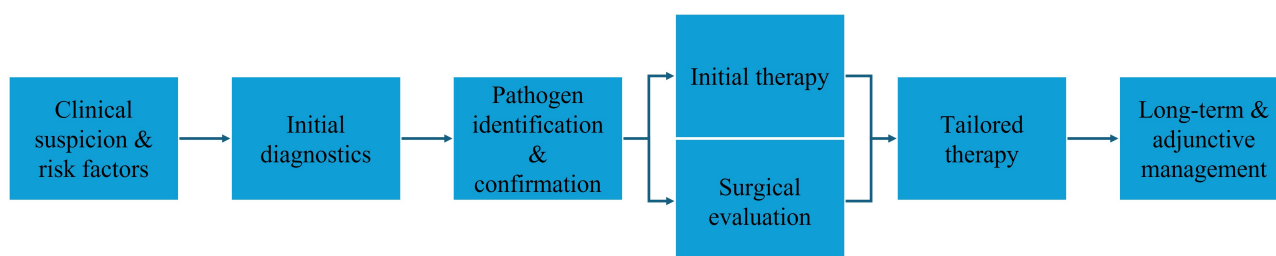 Clinical
suspicion &
risk factors
Initial
diagnostics
Pathogen
identification
&
confirmation
Initial therapy
Surgical
evaluation
Tailored
therapy
Long-term &
adjunctive
management